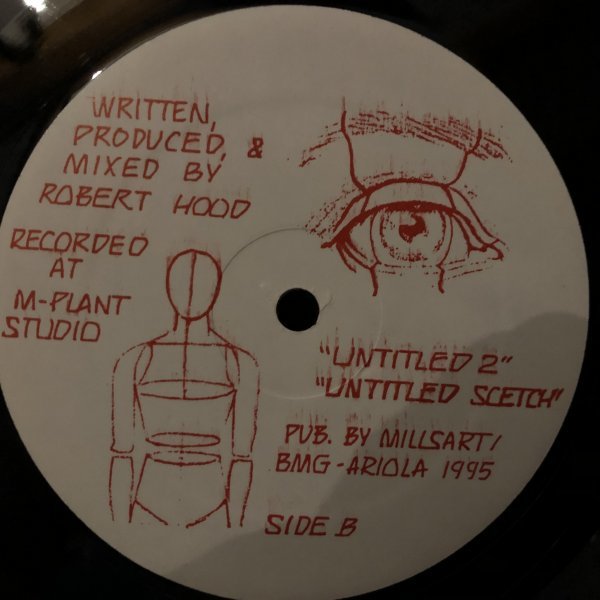 WRITTEN,
PRODUCED, &
MIXED BY
ROBERT HOOD
RECORDED
AT
M-PLANT
STUDIO
"UNTITLED 2"
"UNTITLED SCETCH"
PUB. BY MILLSART/
BMG-ARIOLA 1995
SIDE B